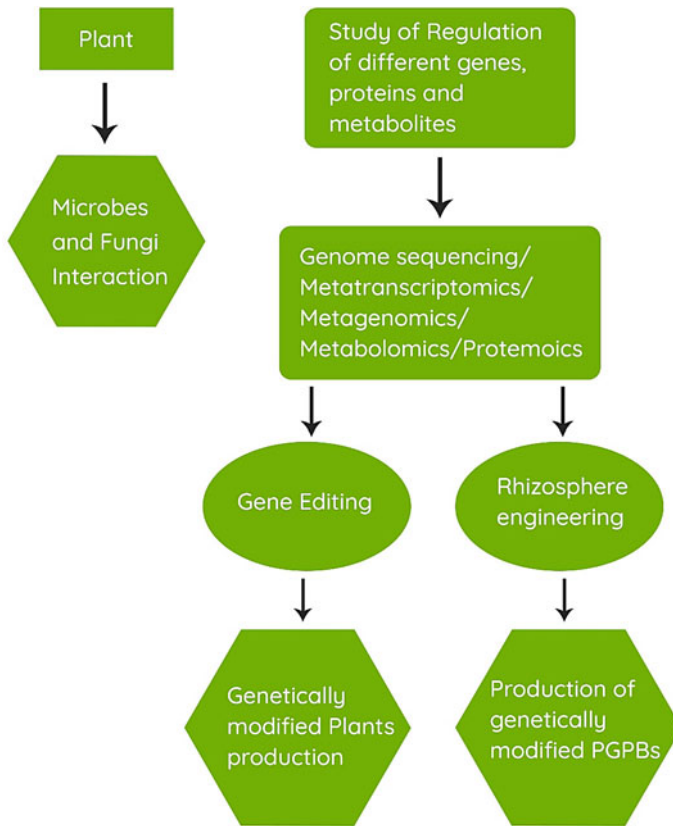 Plant
Microbes
and Fungi
Interaction
Study of Regulation
of different genes,
proteins and
metabolites
Genome sequencing/
Metatranscriptomics/
Metagenomics/
Metabolomics/Protemoics
Gene Editing
Rhizosphere
engineering
Genetically
modified Plants
production
Production of
genetically
modified PGPBs